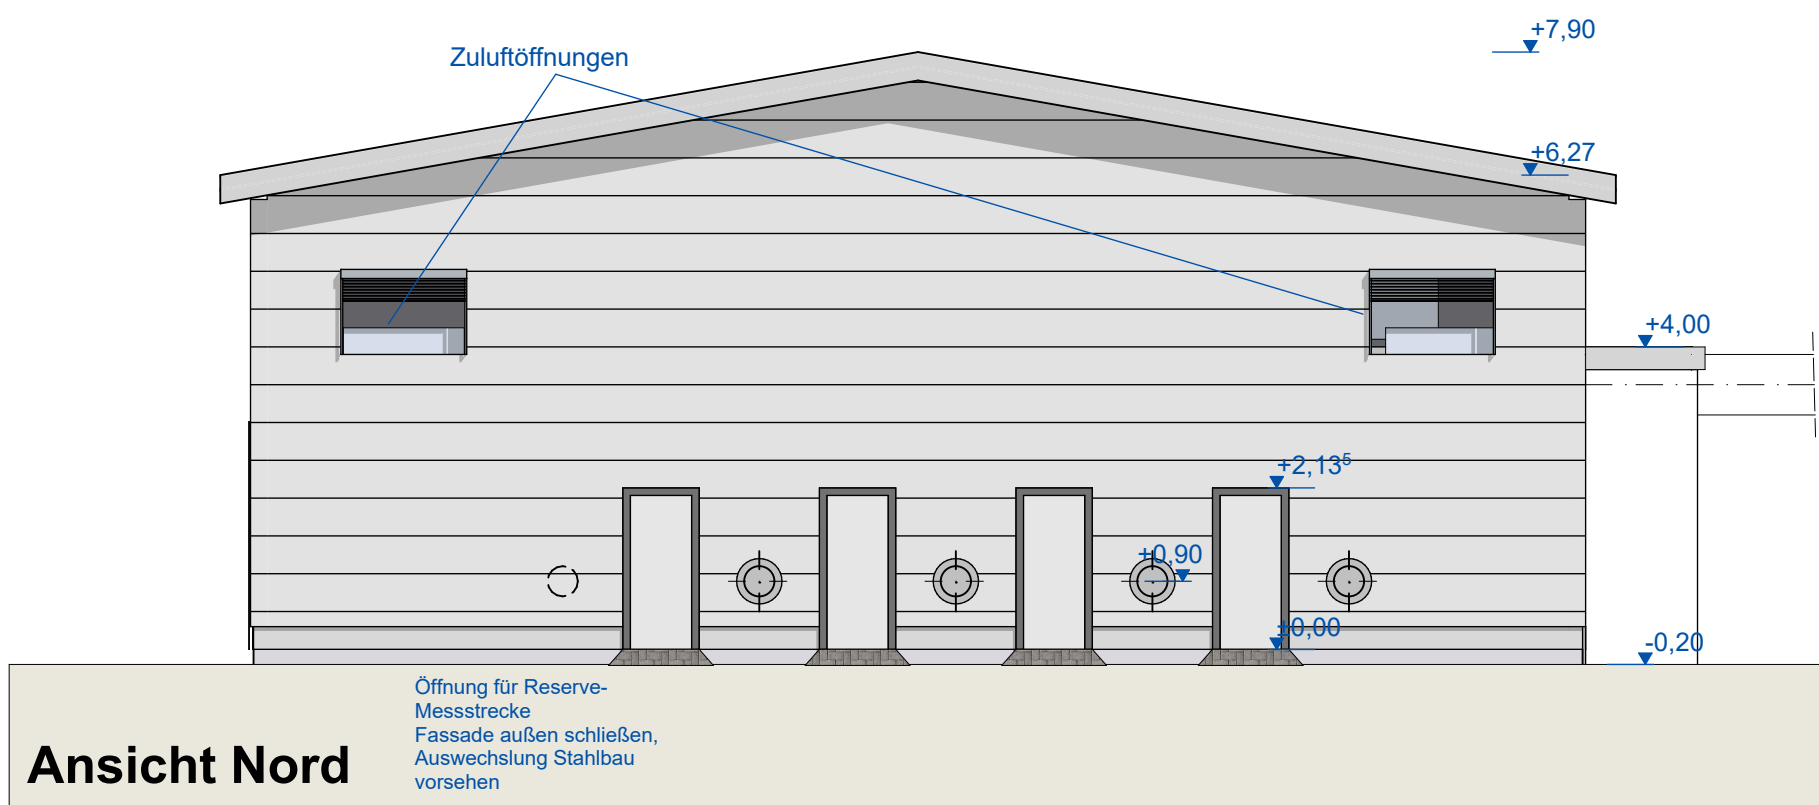 +7,90
Zuluftöffnungen
+6,27
+4,00
+2,13⁵
+0,90
±0,00
-0,20
Öffnung für Reserve-
Messstrecke
Fassade außen schließen,
Auswechslung Stahlbau
vorsehen
Ansicht Nord